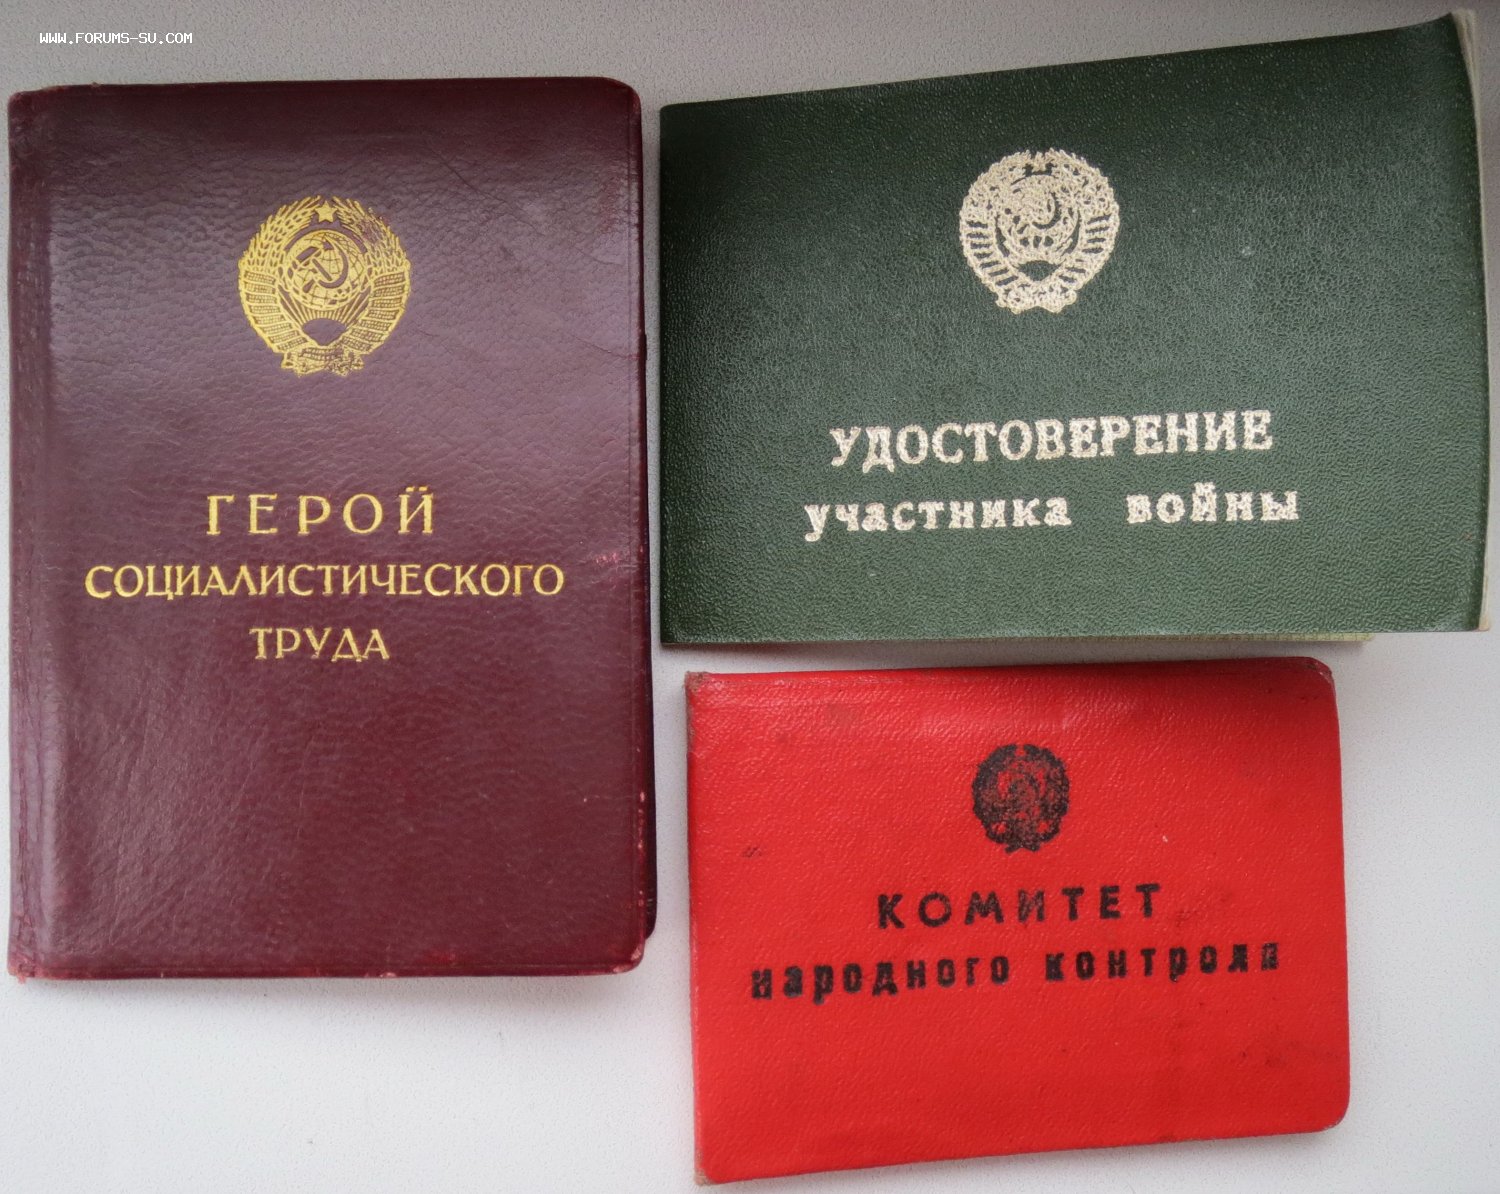 WWW.FORUMS-SU.COM
ГЕРОЙ
СОЦИАЛИСТИЧЕСКОГО
ТРУДА
УДОСТОВЕРЕНИЕ
участника войны
КОМИТЕТ
народного контроля